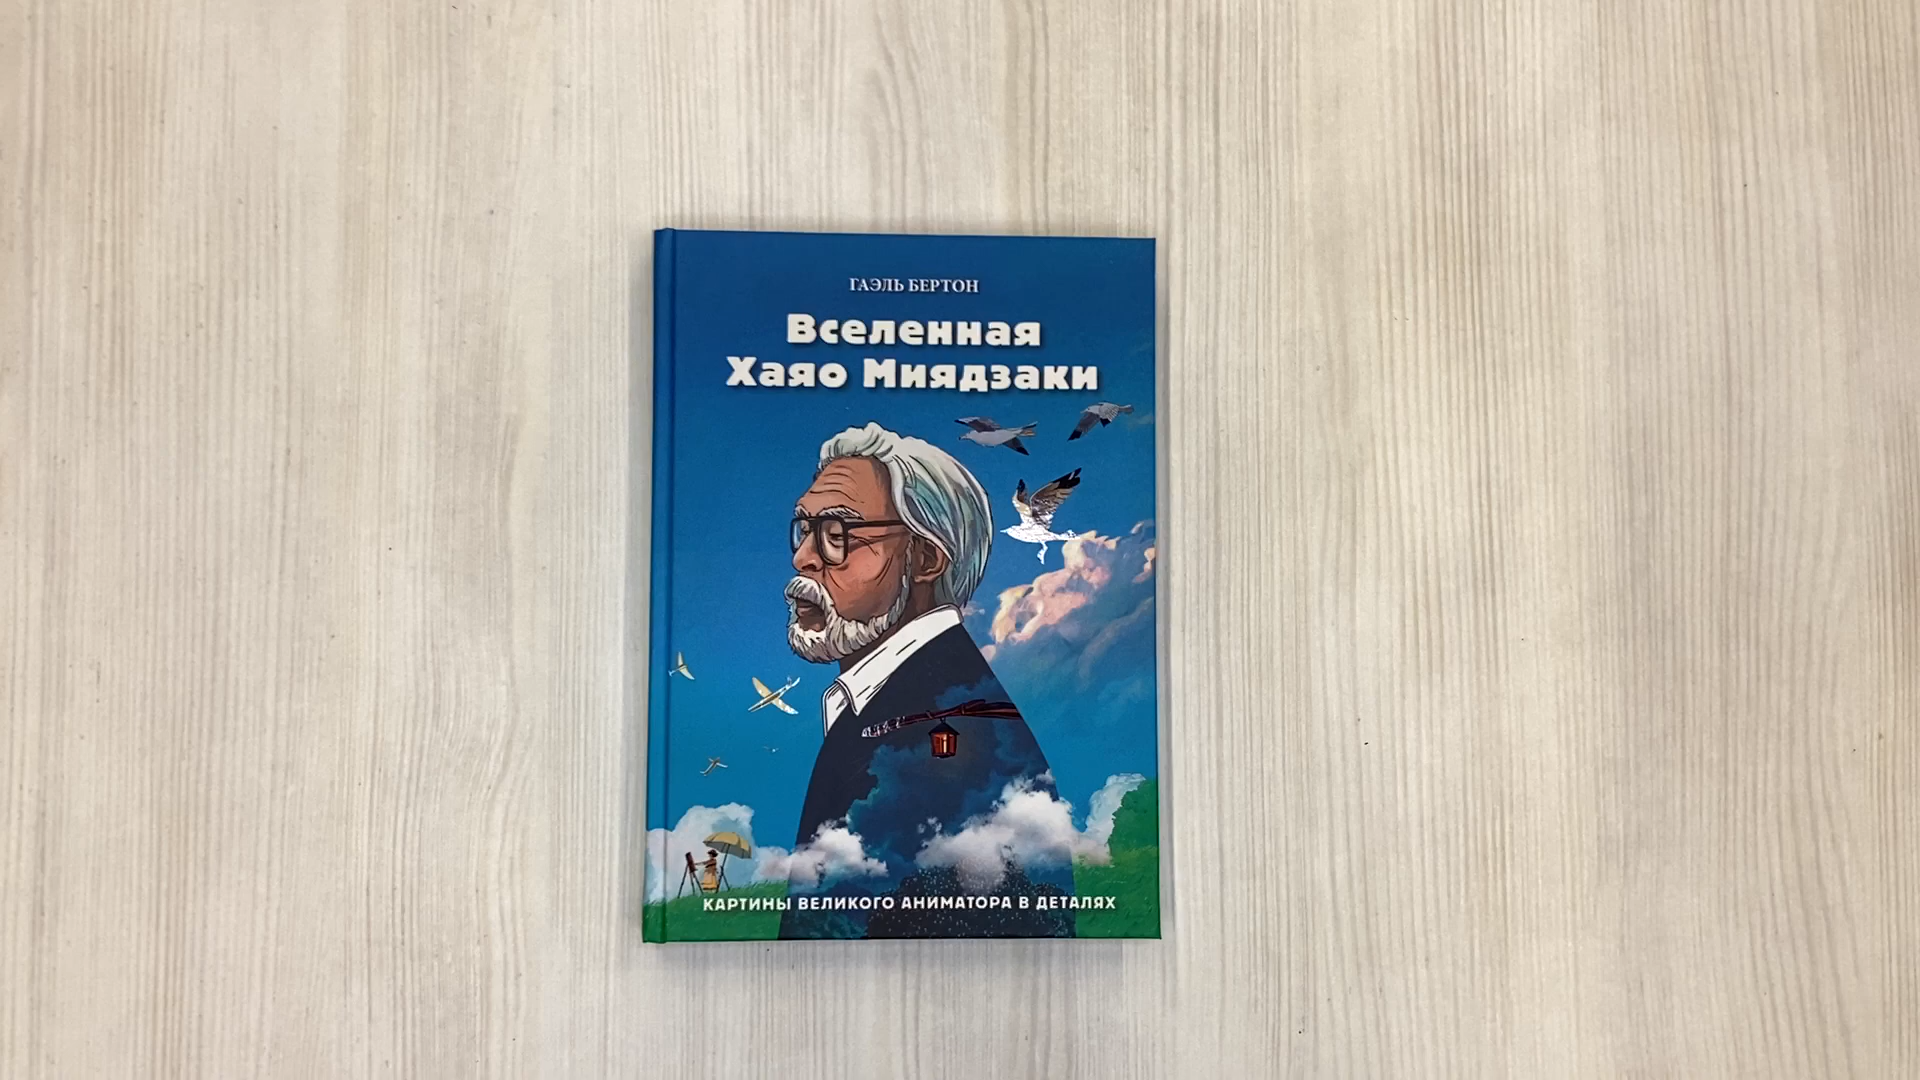 ГАЭЛЬ БЕРТОН
Вселенная
Хаяо Миядзаки
КАРТИНЫ ВЕЛИКОГО АНИМАТОРА В ДЕТАЛЯХ